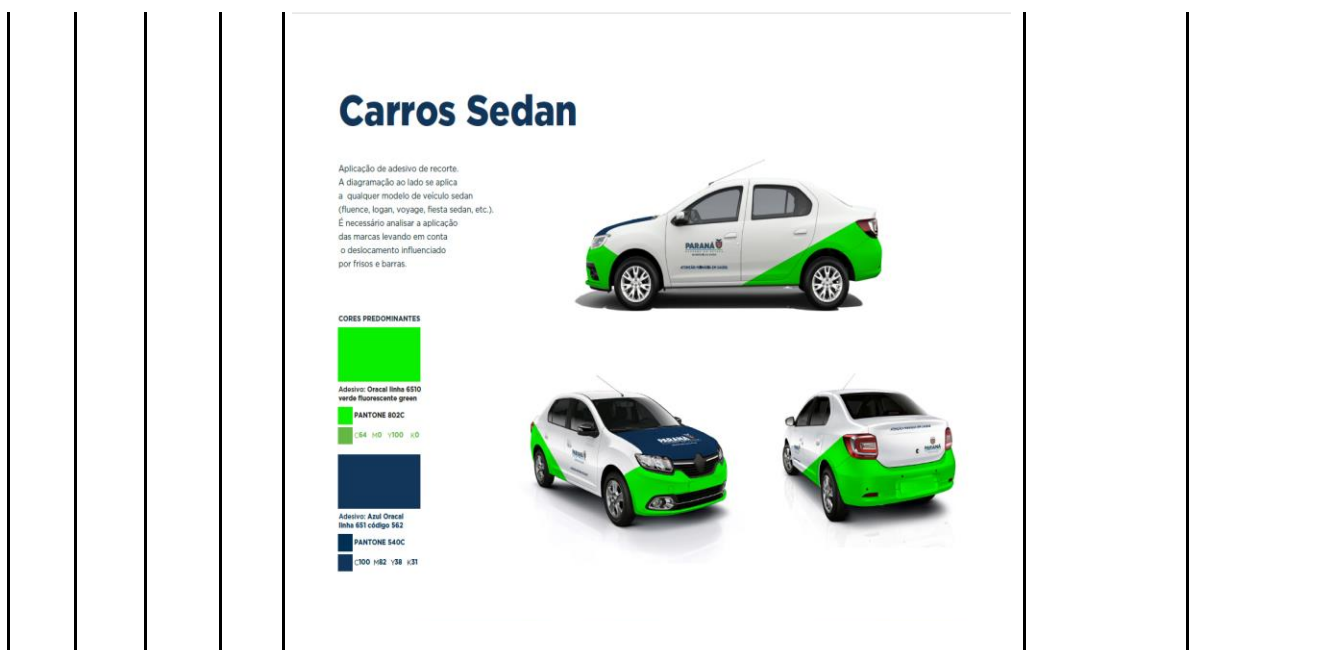 Carros Sedan
Aplicação de adesivo de recorte.
A diagramação ao lado se aplica
a qualquer modelo de veículo sedan
(fluence, logan, voyage, fiesta sedan, etc.).
É necessário analisar a aplicação
das marcas levando em conta
o deslocamento influenciado
por frisos e barras.
CORES PREDOMINANTES
Adesivo: Oracal linha 6510
verde fluorescente green
PANTONE 802C
C64 M0 Y100 K0
Adesivo: Azul Oracal
linha 651 código 562
PANTONE 540C
C100 M82 Y38 K31
PARANÁ
PARANÁ
PARANÁ